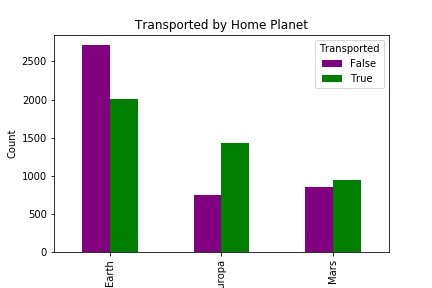 Transported by Home Planet
Transported
False
True
Count
2500
2000
1500
1000
500
0
Earth
uropa
Mars